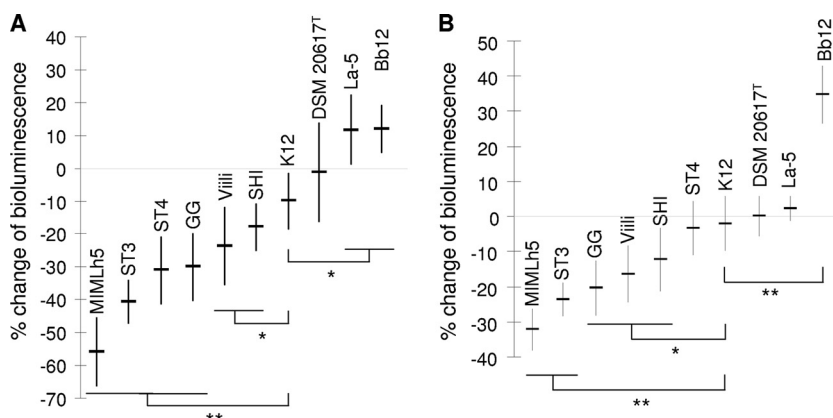 A
% change of bioluminescence
40
30
20
10
0
-10
-20
-30
-40
-50
-60
-70
MIMLh5
ST3
ST4
GG
Viilli
SHI
K12
DSM 20617T
La-5
Bb12
*
*
**
B
% change of bioluminescence
50
40
30
20
10
0
-10
-20
-30
-40
MIMLh5
ST3
GG
Viilli
SHI
ST4
K12
DSM 20617T
La-5
Bb12
**
*
**